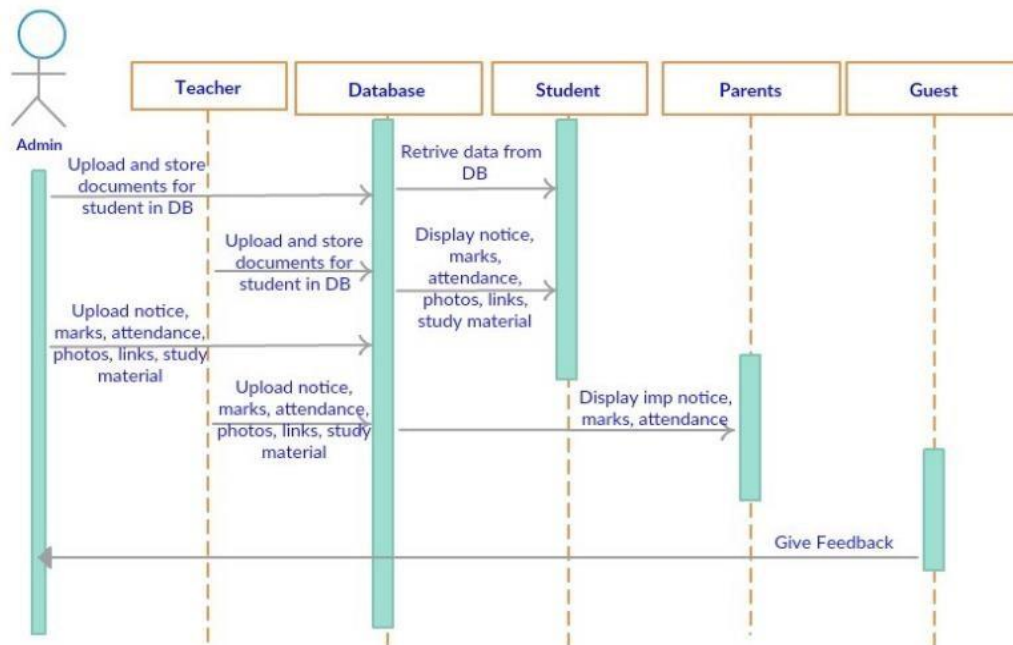 Teacher
Database
Student
Parents
Guest
Admin
Upload and store
documents for
student in DB
Retrive data from
DB
Upload and store
documents for
student in DB
Display notice,
marks,
attendance,
photos, links,
study material
Upload notice,
marks, attendance,
photos, links, study
material
Upload notice,
marks, attendance,
photos, links, study
material
Display imp notice,
marks, attendance
Give Feedback